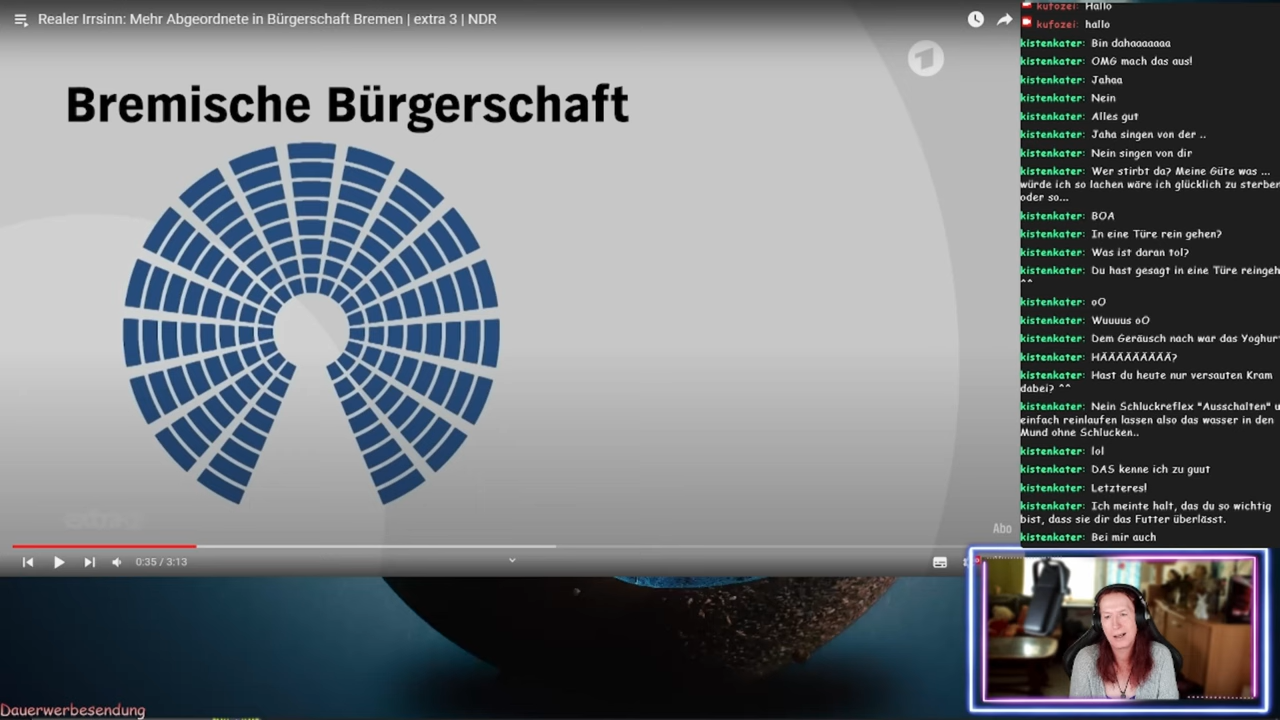 Realer Irrsinn: Mehr Abgeordnete in Bürgerschaft Bremen | extra 3 | NDR
Bremische Bürgerschaft
extra 3
Abo
0:35 / 3:13
kufozei: Hallo
kufozei: hallo
kistenkater: Bin dahaaaaaaa
kistenkater: OMG mach das aus!
kistenkater: Jahaa
kistenkater: Nein
kistenkater: Alles gut
kistenkater: Jaha singen von der ..
kistenkater: Nein singen von dir
kistenkater: Wer stirbt da? Meine Güte was ...
würde ich so lachen wäre ich glücklich zu sterben
oder so...
kistenkater: BOA
kistenkater: In eine Türe rein gehen?
kistenkater: Was ist daran tol?
kistenkater: Du hast gesagt in eine Türe reingeh
^^
kistenkater: oO
kistenkater: Wuuuus oO
kistenkater: Dem Geräusch nach war das Yoghur
kistenkater: HÄÄÄÄÄÄÄÄÄ?
kistenkater: Hast du heute nur versauten Kram
dabei? ^^
kistenkater: Nein Schluckreflex "Ausschalten" u
einfach reinlaufen lassen also das wasser in den
Mund ohne Schlucken..
kistenkater: lol
kistenkater: DAS kenne ich zu guut
kistenkater: Letzteres!
kistenkater: Ich meinte halt, das du so wichtig
bist, dass sie dir das Futter überlässt.
kistenkater: Bei mir auch
Dauerwerbesendung